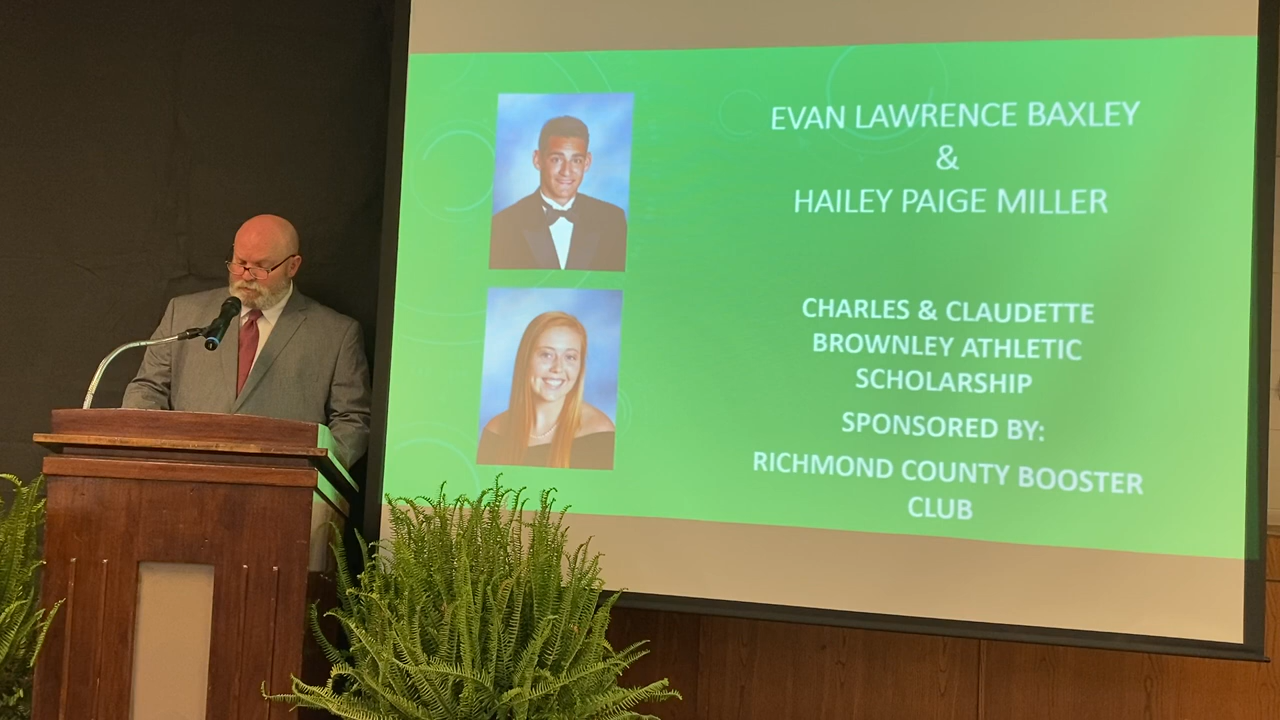 EVAN LAWRENCE BAXLEY
&
HAILEY PAIGE MILLER
CHARLES & CLAUDETTE
BROWNLEY ATHLETIC
SCHOLARSHIP
SPONSORED BY:
RICHMOND COUNTY BOOSTER
CLUB